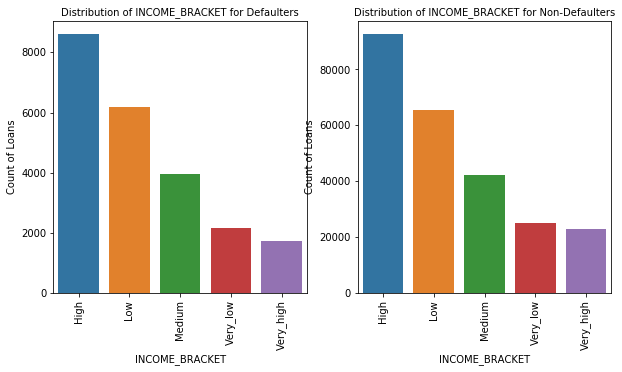 Distribution of INCOME_BRACKET for Defaulters
Count of Loans
8000
6000
4000
2000
0
High
Low
Medium
Very_low
Very_high
INCOME_BRACKET
Distribution of INCOME_BRACKET for Non-Defaulters
Count of Loans
80000
60000
40000
20000
0
High
Low
Medium
Very_low
Very_high
INCOME_BRACKET